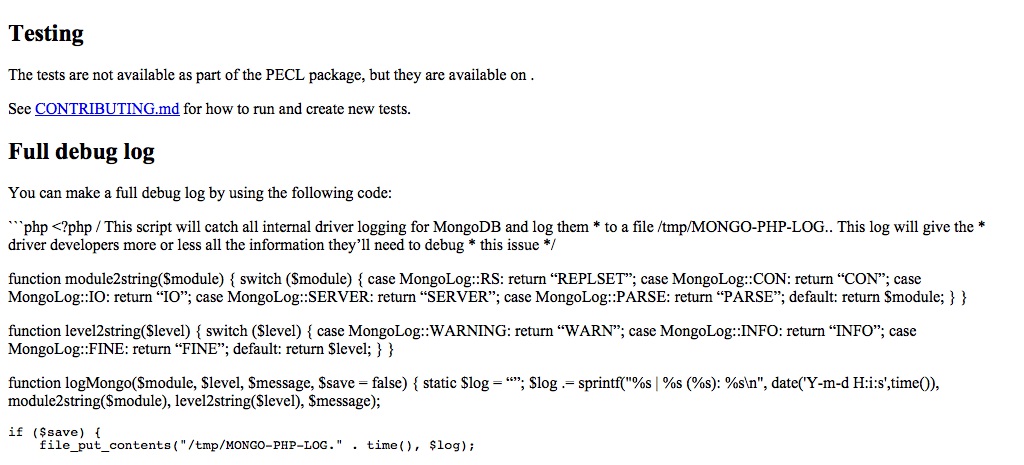 Testing
The tests are not available as part of the PECL package, but they are available on .
See CONTRIBUTING.md for how to run and create new tests.
Full debug log
You can make a full debug log by using the following code:
```php <?php / This script will catch all internal driver logging for MongoDB and log them * to a file /tmp/MONGO-PHP-LOG.. This log will give the *
driver developers more or less all the information they’ll need to debug * this issue */
function module2string($module) { switch ($module) { case MongoLog::RS: return “REPLSET”; case MongoLog::CON: return “CON”; case
MongoLog::IO: return “IO”; case MongoLog::SERVER: return “SERVER”; case MongoLog::PARSE: return “PARSE”; default: return $module; } }
function level2string($level) { switch ($level) { case MongoLog::WARNING: return “WARN”; case MongoLog::INFO: return “INFO”; case
MongoLog::FINE: return “FINE”; default: return $level; } }
function logMongo($module, $level, $message, $save = false) { static $log = “”; $log .= sprintf("%s | %s (%s): %s\n", date('Y-m-d H:i:s',time()),
module2string($module), level2string($level), $message);
if ($save) {
    file_put_contents("/tmp/MONGO-PHP-LOG." . time(), $log);